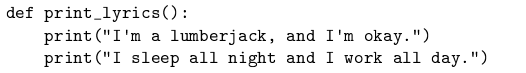 def print_lyrics():
    print("I'm a lumberjack, and I'm okay.")
    print("I sleep all night and I work all day.")